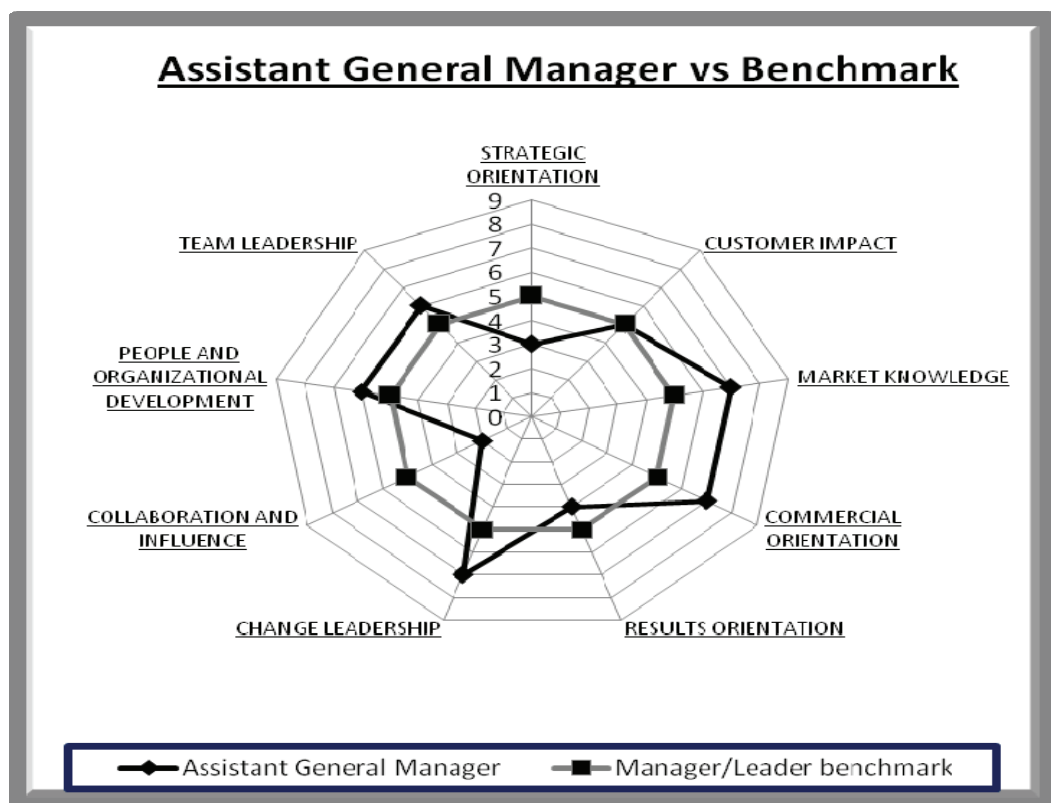 Assistant General Manager vs Benchmark
STRATEGIC
ORIENTATION
9
8
7
6
5
4
3
2
1
0
CUSTOMER IMPACT
MARKET KNOWLEDGE
COMMERCIAL
ORIENTATION
RESULTS ORIENTATION
CHANGE LEADERSHIP
COLLABORATION AND
INFLUENCE
PEOPLE AND
ORGANIZATIONAL
DEVELOPMENT
TEAM LEADERSHIP
Assistant General Manager
Manager/Leader benchmark